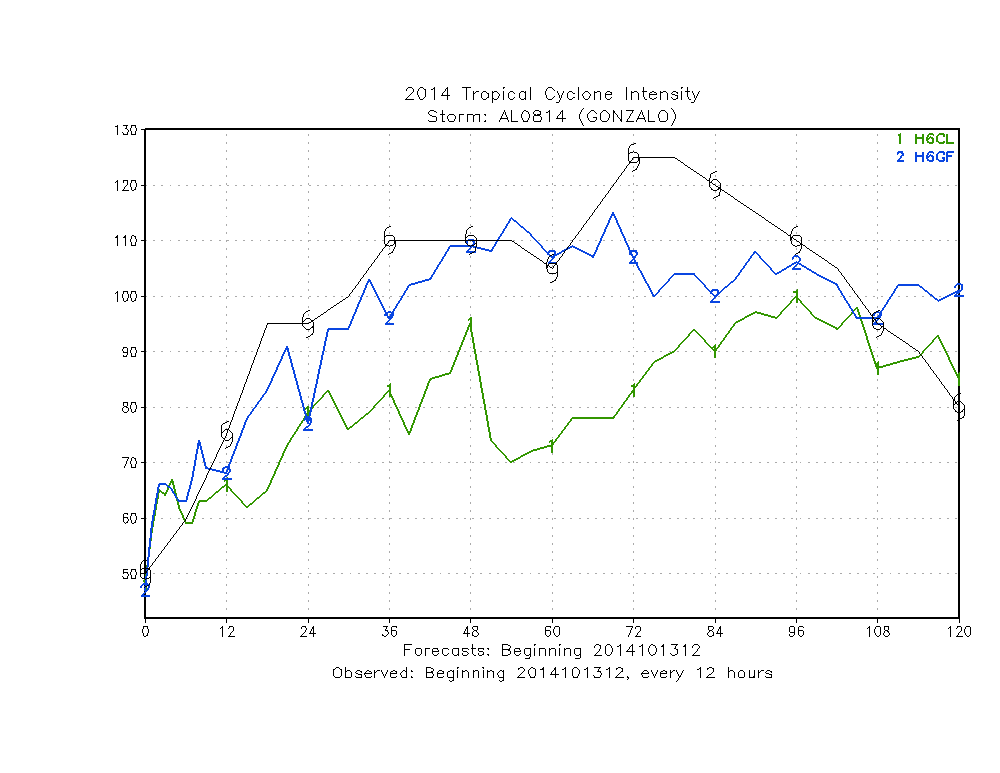 2014 Tropical Cyclone Intensity
Storm: AL0814 (GONZALO)
1 H6CL
2 H6GF
130
120
110
100
90
80
70
60
50
0 12 24 36 48 60 72 84 96 108 120
Forecasts: Beginning 2014101312
Observed: Beginning 2014101312, every 12 hours